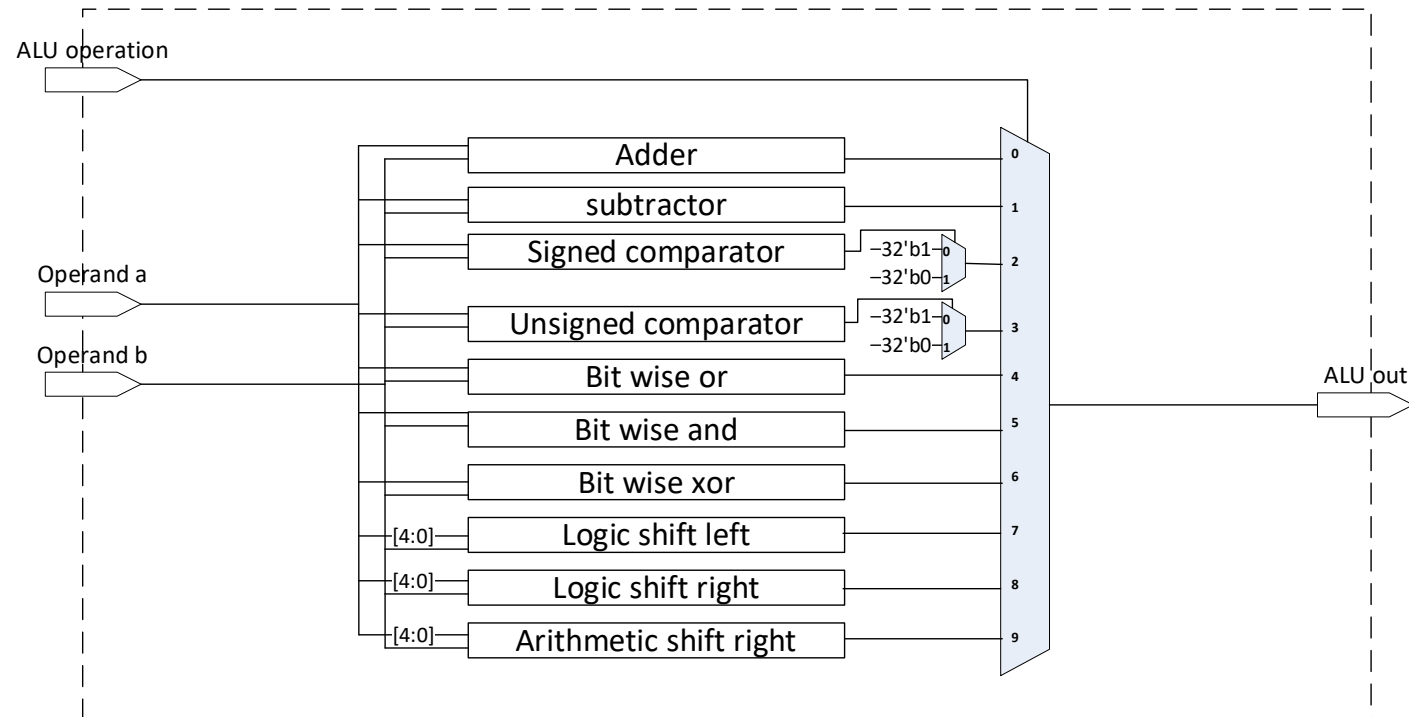 ALU operation
Adder
0
subtractor
1
Signed comparator
32'b1
0
2
Operand a
32'b0
1
Unsigned comparator
32'b1
0
3
32'b0
1
Operand b
Bit wise or
4
ALU out
Bit wise and
5
Bit wise xor
6
[4:0]
Logic shift left
7
[4:0]
Logic shift right
8
[4:0]
Arithmetic shift right
9